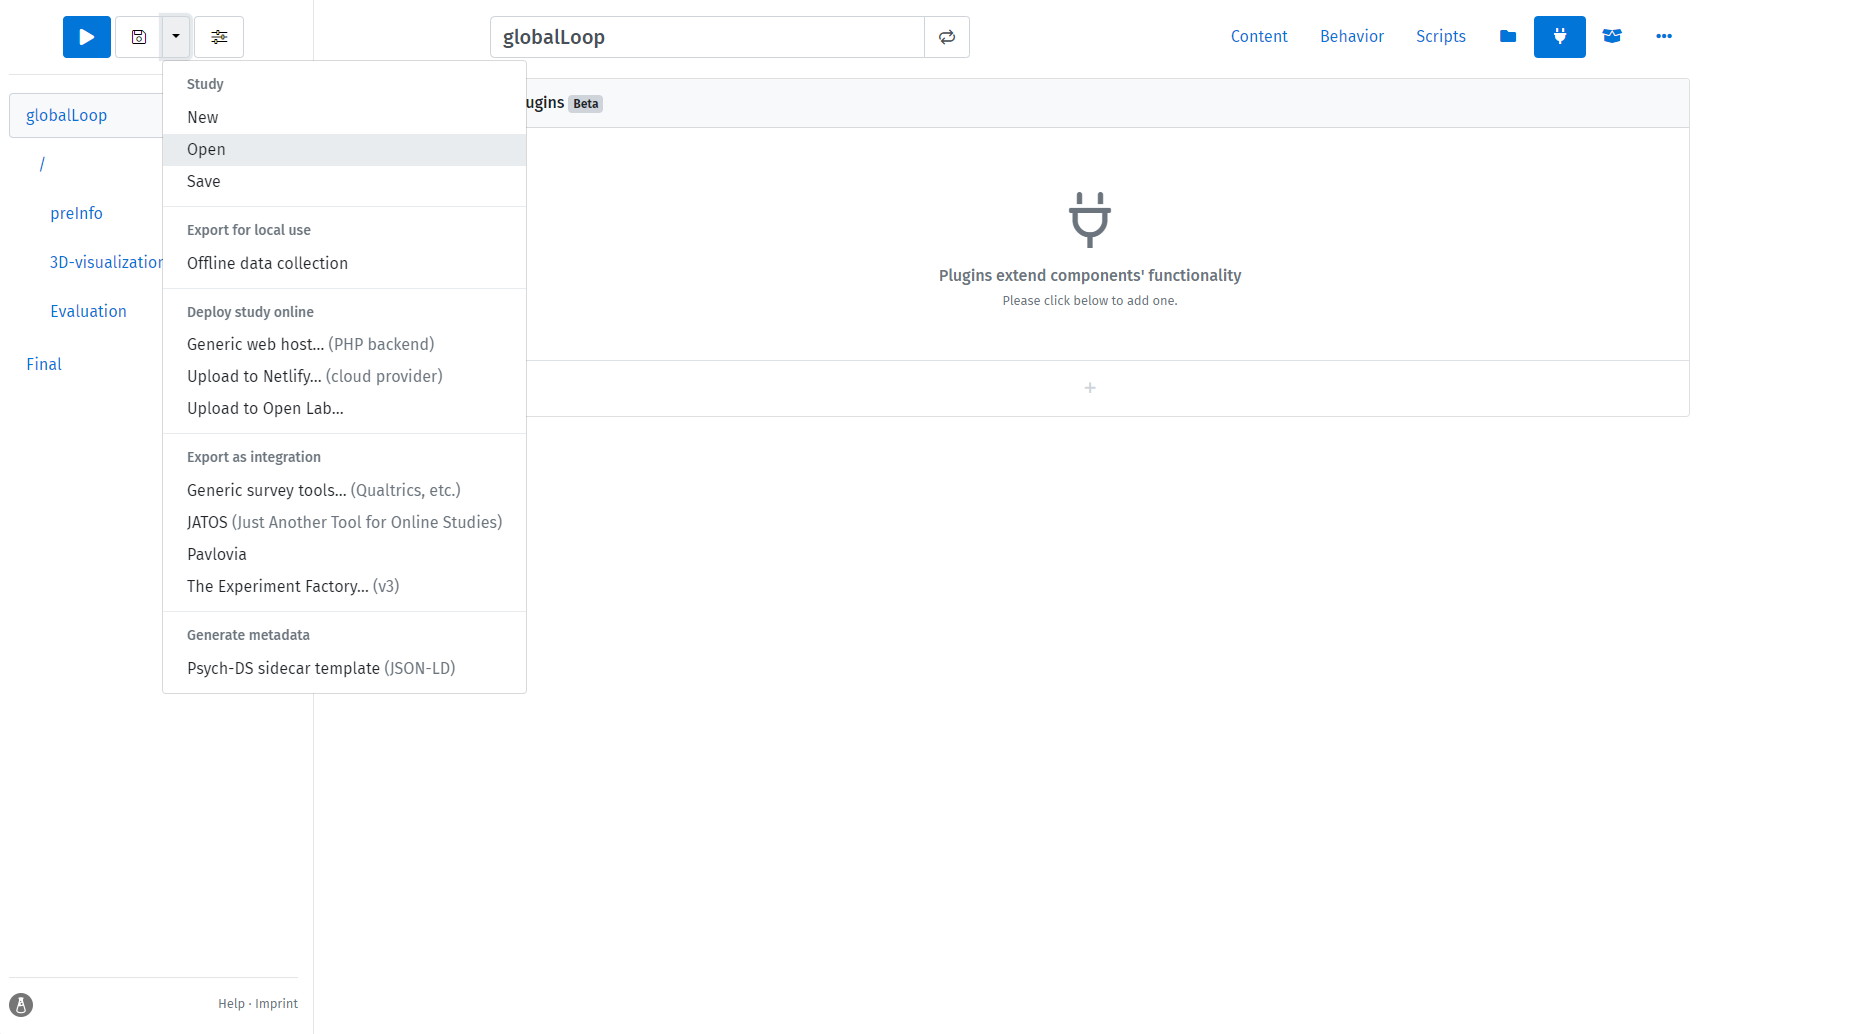 globalLoop
Content
Behavior
Scripts
Study
New
Open
Save
Export for local use
Offline data collection
Deploy study online
Generic web host... (PHP backend)
Upload to Netlify... (cloud provider)
Upload to Open Lab...
Export as integration
Generic survey tools... (Qualtrics, etc.)
JATOS (Just Another Tool for Online Studies)
Pavlovia
The Experiment Factory... (v3)
Generate metadata
Psych-DS sidecar template (JSON-LD)
globalLoop
/
preInfo
3D-visualization
Evaluation
Final
ugins Beta
Plugins extend components' functionality
Please click below to add one.
+
Help · Imprint